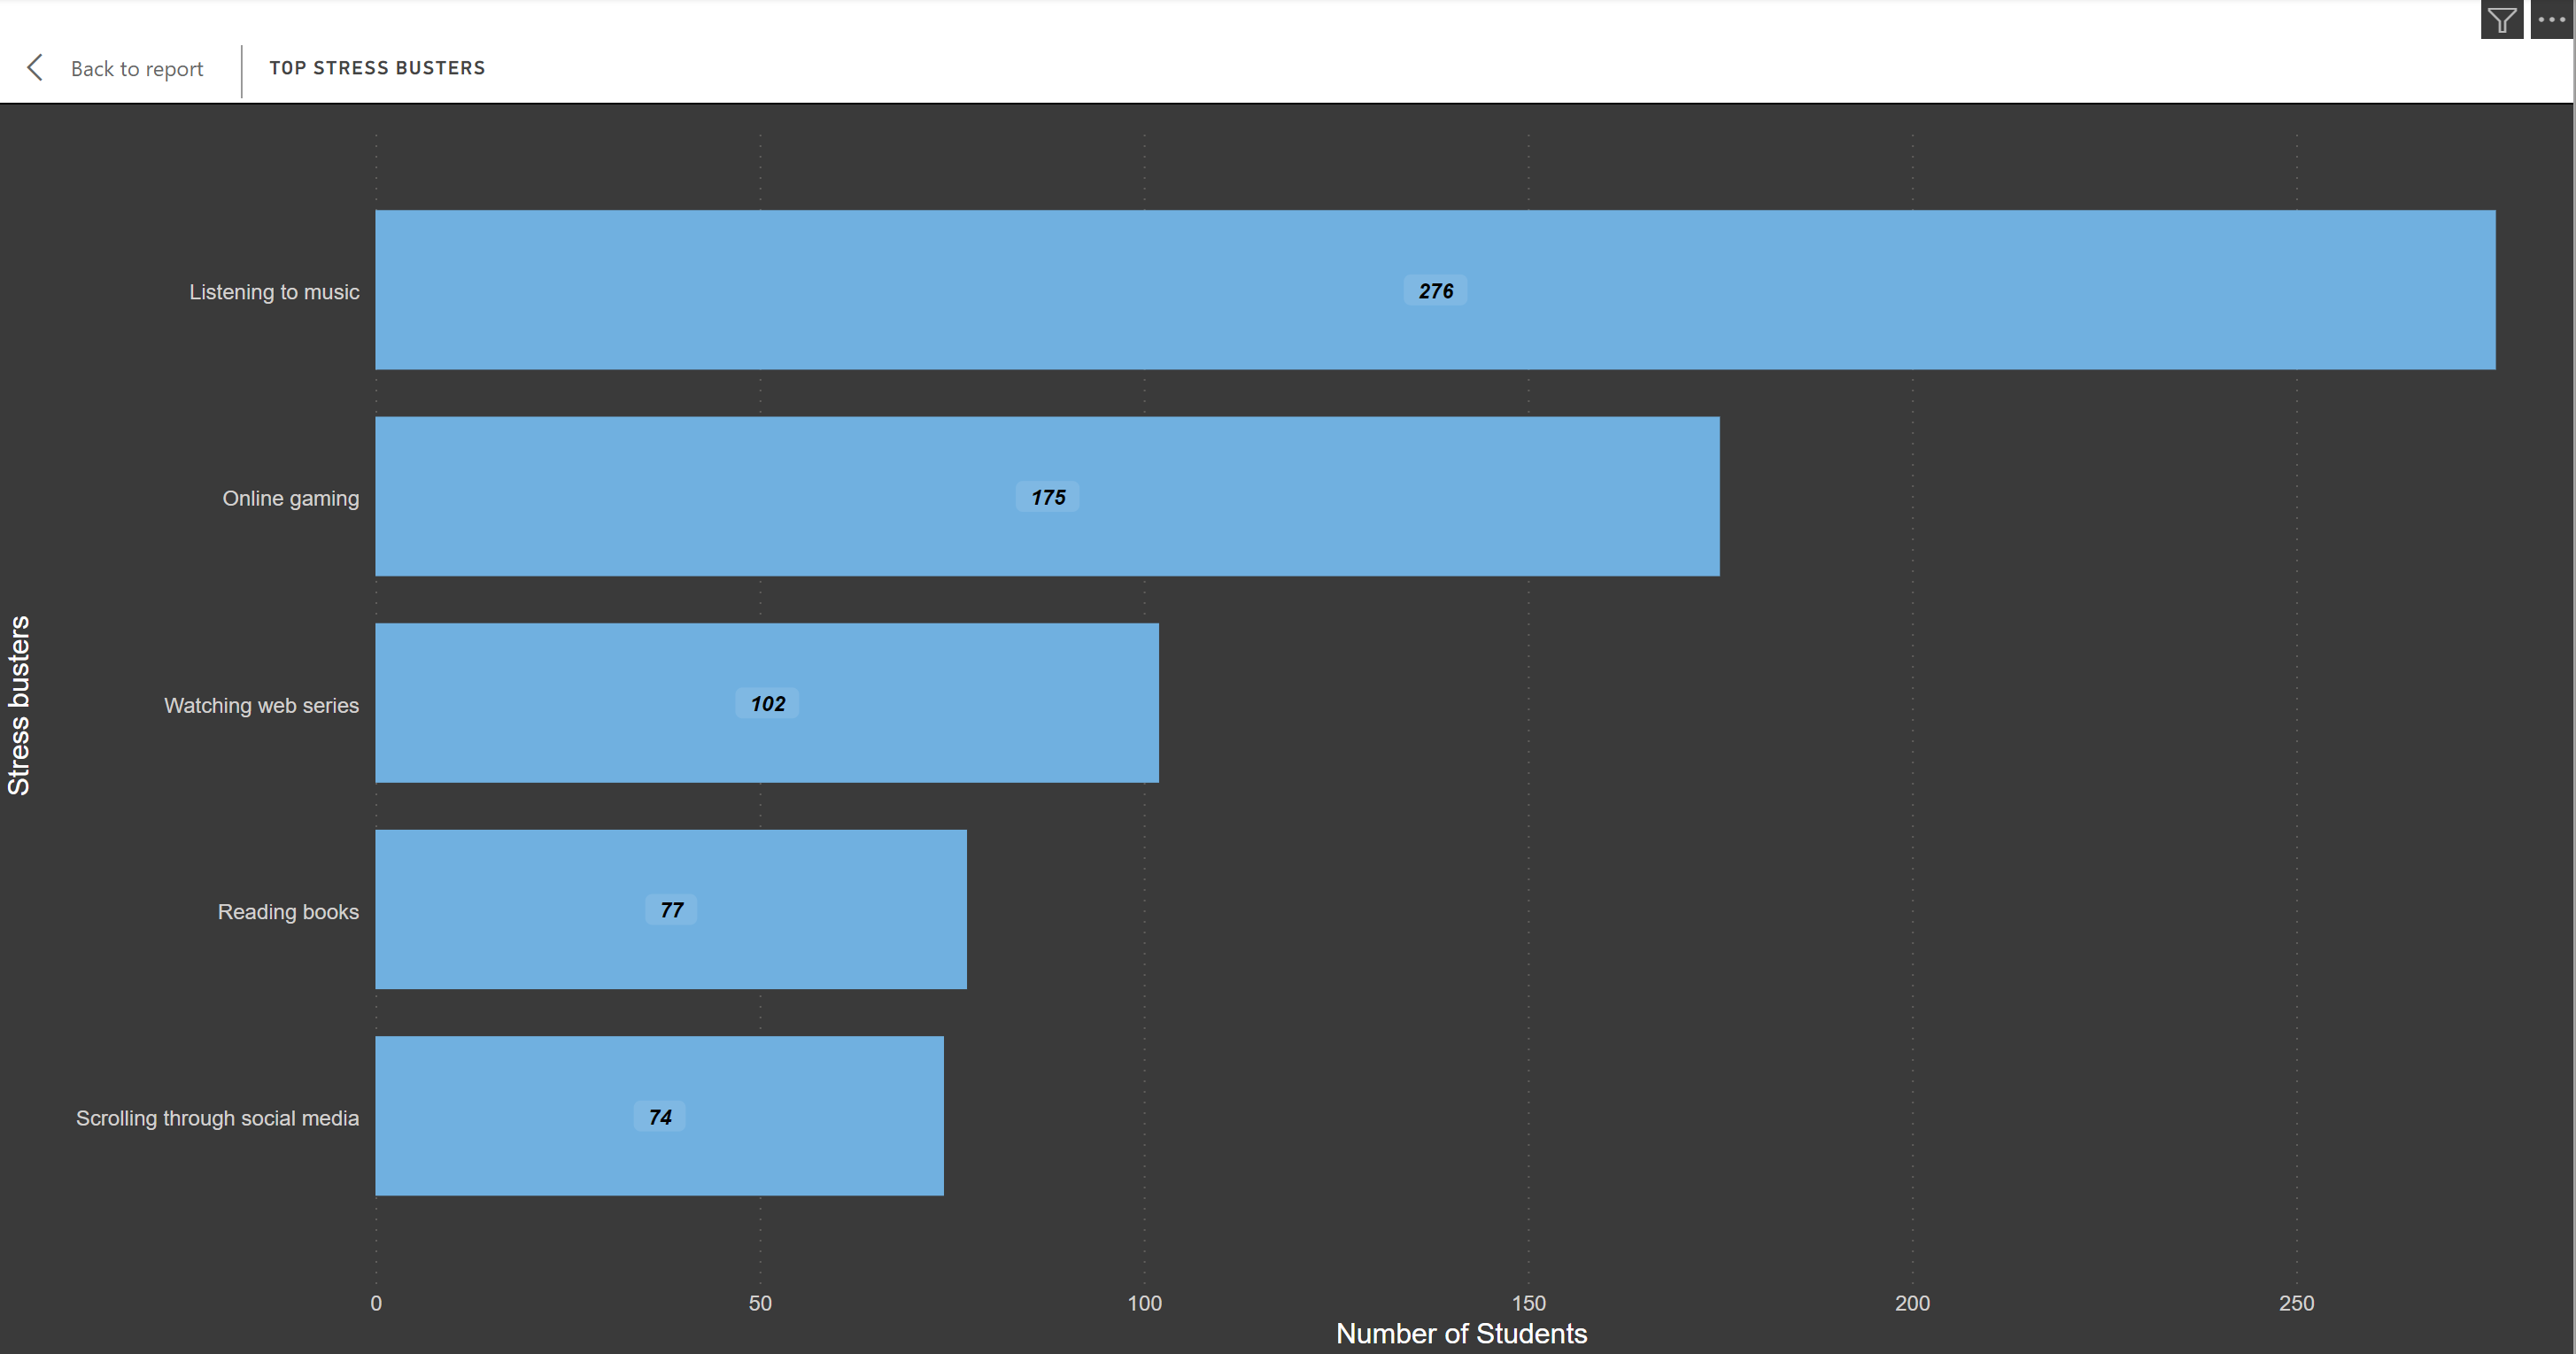 Back to report
TOP STRESS BUSTERS
Stress busters
Listening to music
276
Online gaming
175
Watching web series
102
Reading books
77
Scrolling through social media
74
0 50 100 150 200 250
Number of Students